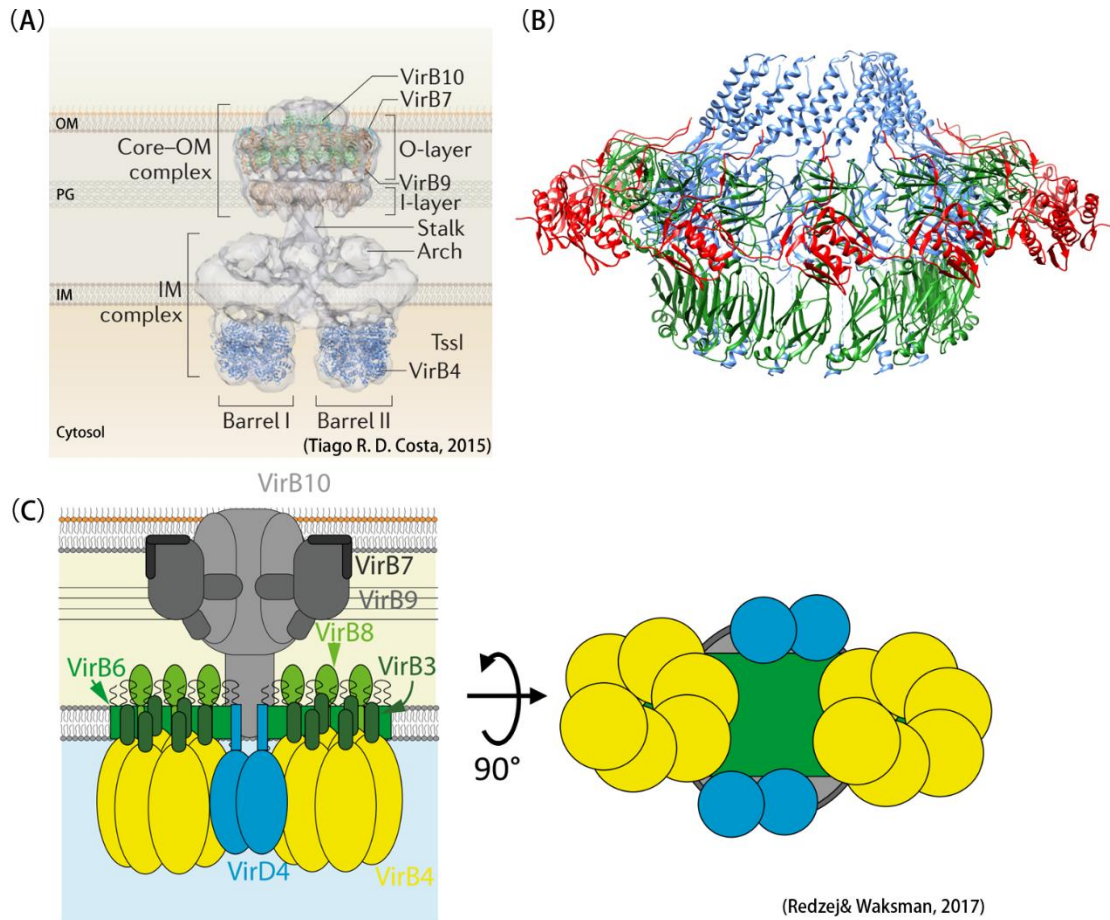 (A)
(B)
VirB10
VirB7
OM
Core–OM
complex
O-layer
VirB9
PG
I-layer
Stalk
Arch
IM
IM
complex
TssI
VirB4
Barrel I
Barrel II
Cytosol
(Tiago R. D. Costa, 2015)
(C)
VirB10
VirB7
VirB9
VirB8
VirB6
VirB3
90°
VirD4
VirB4
(Redzej& Waksman, 2017)